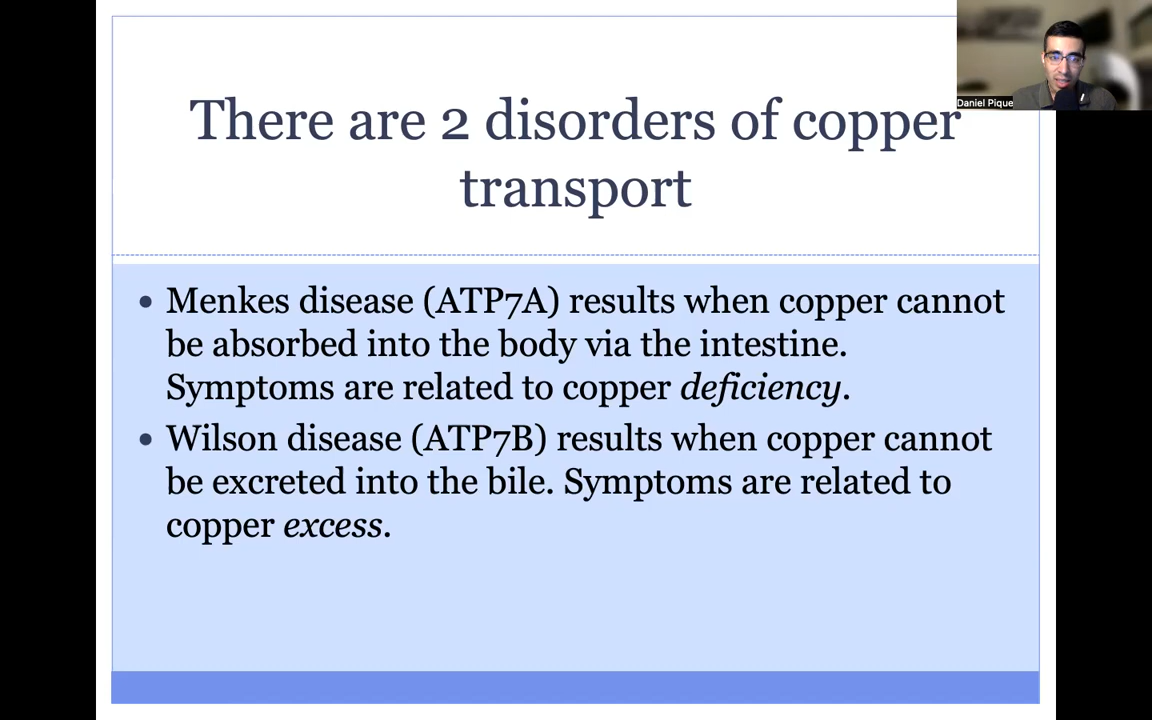 There are 2 disorders of copper
transport
Daniel Pique
• Menkes disease (ATP7A) results when copper cannot
be absorbed into the body via the intestine.
Symptoms are related to copper deficiency.
• Wilson disease (ATP7B) results when copper cannot
be excreted into the bile. Symptoms are related to
copper excess.